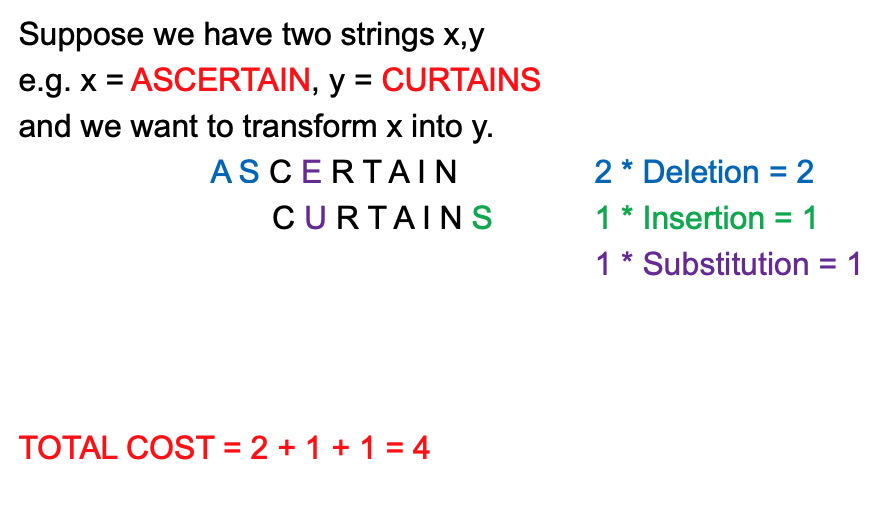 Suppose we have two strings x,y
e.g. x = ASCERTAIN, y = CURTAINS
and we want to transform x into y.
A S C E R T A I N 2 * Deletion = 2
C U R T A I N S 1 * Insertion = 1
1 * Substitution = 1
TOTAL COST = 2 + 1 + 1 = 4